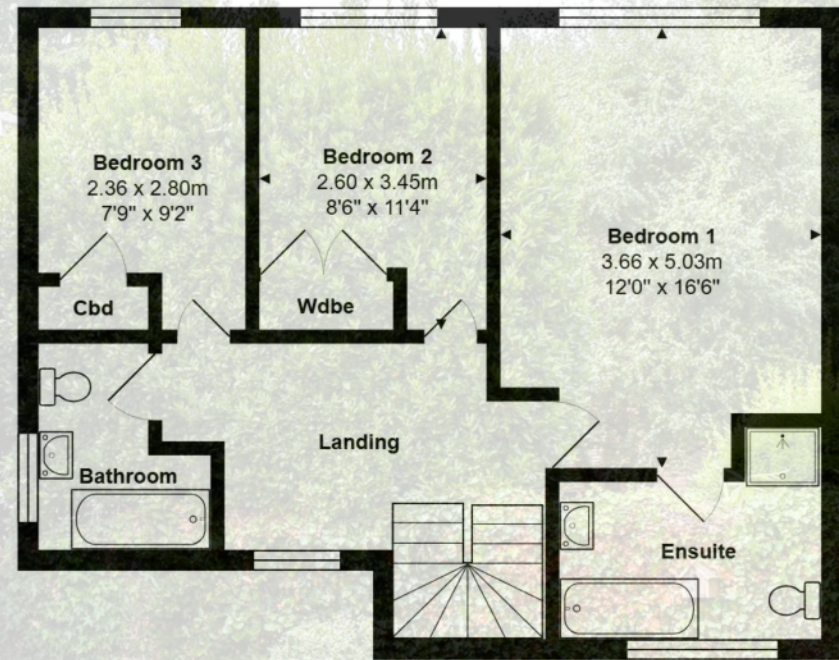 Bedroom 3
2.36 x 2.80m
7'9" x 9'2"
Bedroom 2
2.60 x 3.45m
8'6" x 11'4"
Bedroom 1
3.66 x 5.03m
12'0" x 16'6"
Cbd
Wdbe
Landing
Bathroom
Ensuite